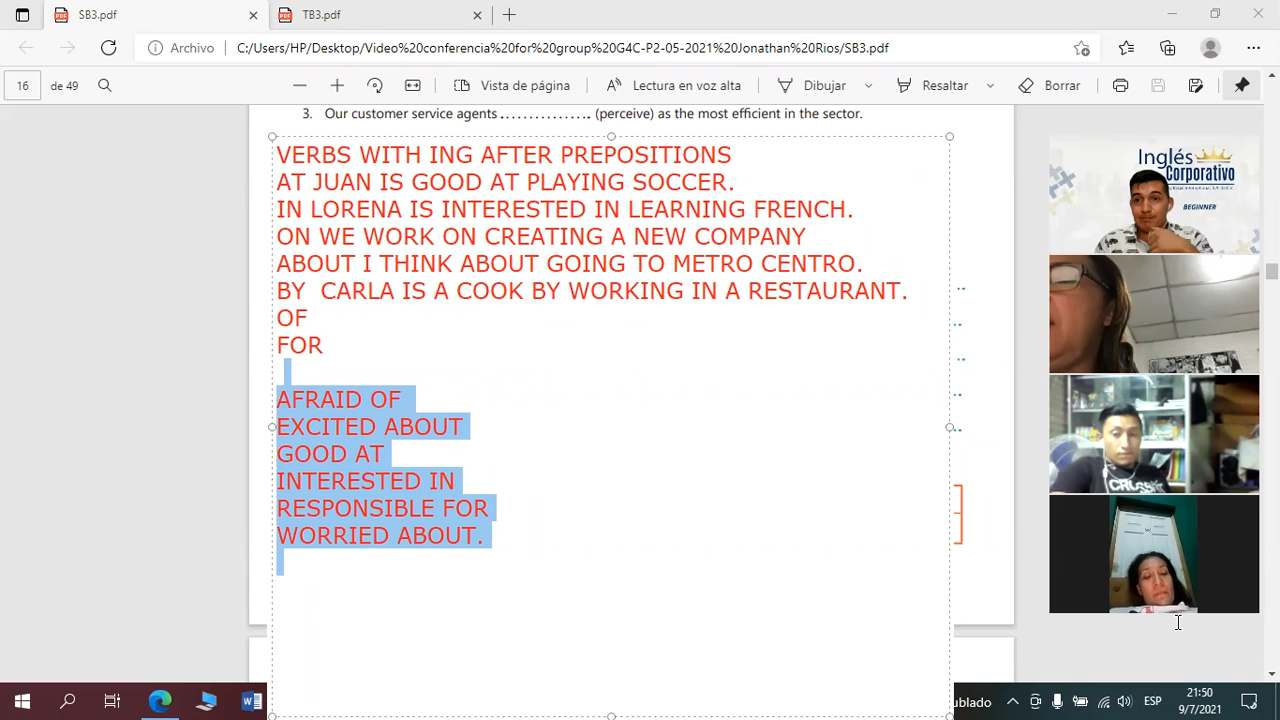 SB3.pdf
TB3.pdf
Archivo
C:/Users/HP/Desktop/Video%20conferencia%20for%20group%20G4C-P2-05-2021%20Jonathan%20Rios/SB3.pdf
16
de 49
Vista de página
Lectura en voz alta
Dibujar
Resaltar
Borrar
3. Our customer service agents ............... (perceive) as the most efficient in the sector.
VERBS WITH ING AFTER PREPOSITIONS
AT JUAN IS GOOD AT PLAYING SOCCER.
IN LORENA IS INTERESTED IN LEARNING FRENCH.
ON WE WORK ON CREATING A NEW COMPANY
ABOUT I THINK ABOUT GOING TO METRO CENTRO.
BY  CARLA IS A COOK BY WORKING IN A RESTAURANT.
OF
FOR
AFRAID OF
EXCITED ABOUT
GOOD AT
INTERESTED IN
RESPONSIBLE FOR
WORRIED ABOUT.
Inglés
Corporativo
BEGINNER
CROSSFIT
ublado
ESP
21:50
9/7/2021